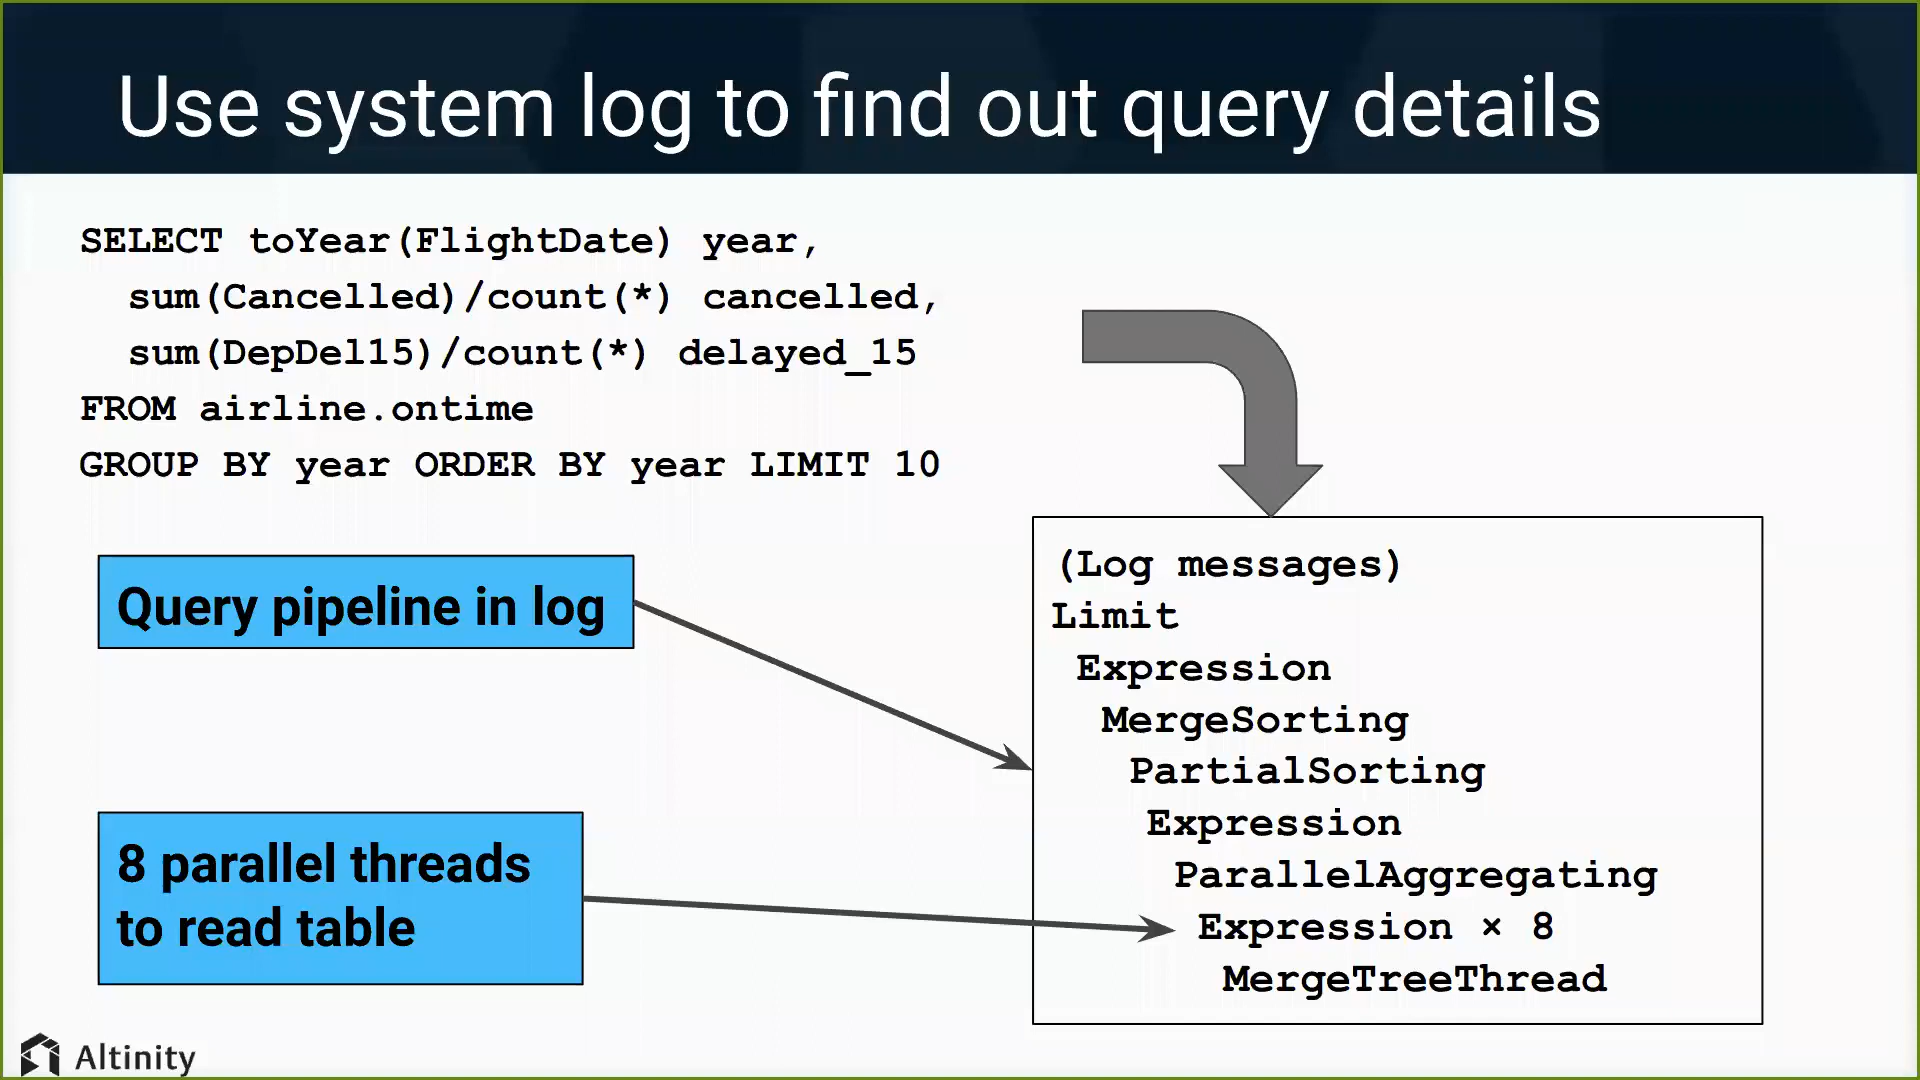 Use system log to find out query details
SELECT toYear(FlightDate) year,
sum(Cancelled)/count(*) cancelled,
sum(DepDel15)/count(*) delayed_15
FROM airline.ontime
GROUP BY year ORDER BY year LIMIT 10
Query pipeline in log
8 parallel threads
to read table
(Log messages)
Limit
Expression
MergeSorting
PartialSorting
Expression
ParallelAggregating
Expression × 8
MergeTreeThread
Altinity